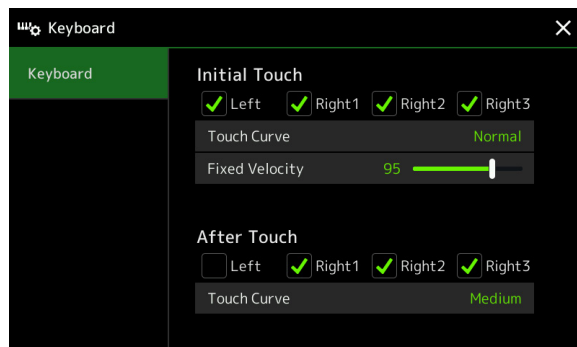 Keyboard
Keyboard
Initial Touch
Left Right1 Right2 Right3
Touch Curve Normal
Fixed Velocity 95
After Touch
Left Right1 Right2 Right3
Touch Curve Medium